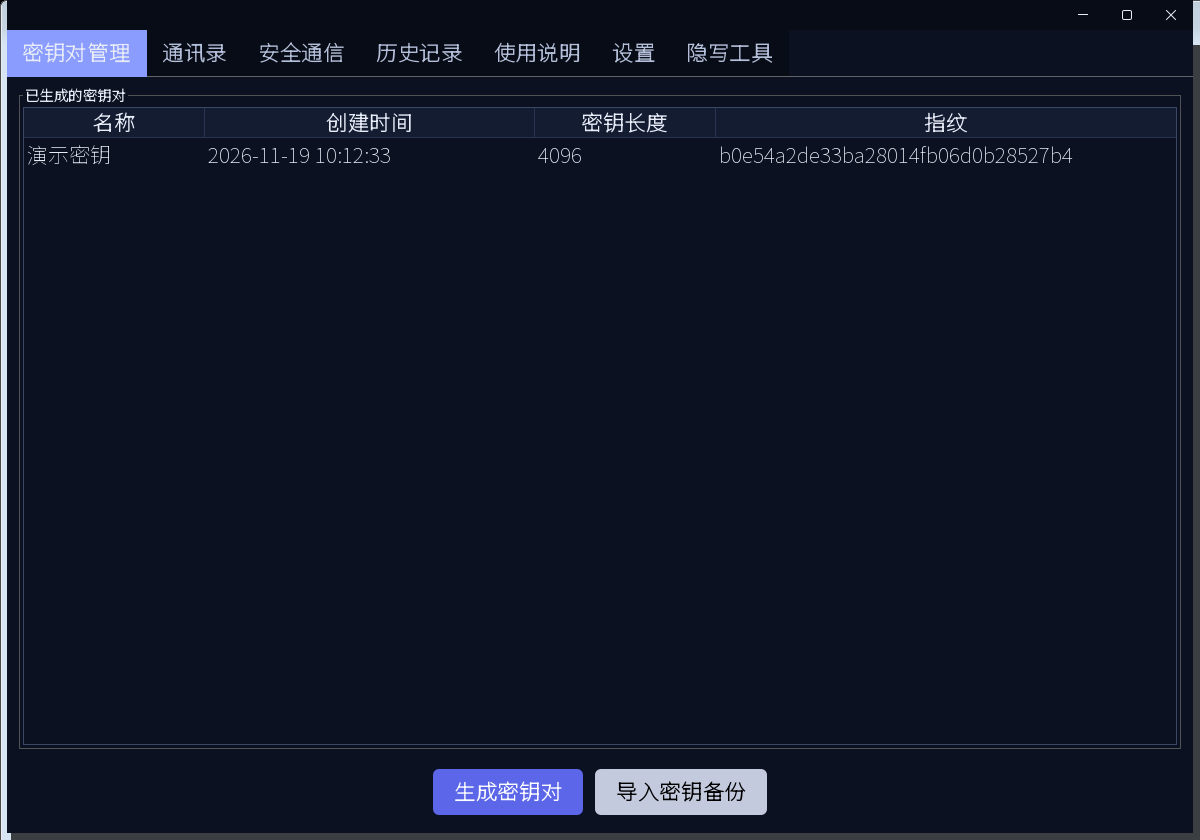 密钥对管理 通讯录 安全通信 历史记录 使用说明 设置 隐写工具
已生成的密钥对
名称 创建时间 密钥长度 指纹
演示密钥 2026-11-19 10:12:33 4096 b0e54a2de33ba28014fb06d0b28527b4
生成密钥对 导入密钥备份